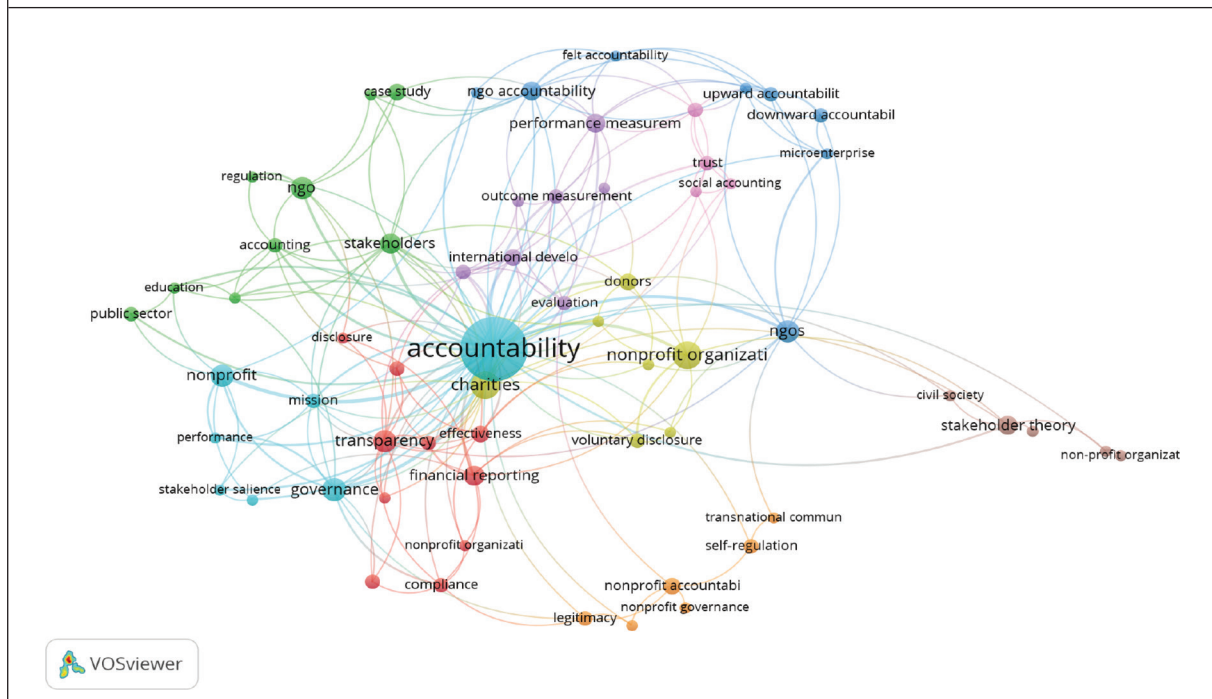 felt accountability
case study
ngo accountability
upward accountabilit
downward accountabil
performance measurem
microenterprise
trust
regulation
ngo
social accounting
outcome measurement
accounting
stakeholders
international develo
education
donors
evaluation
public sector
disclosure
ngos
accountability
nonprofit organizati
nonprofit
charities
mission
civil society
stakeholder theory
performance
transparency
effectiveness
voluntary disclosure
non-profit organizat
financial reporting
stakeholder salience
governance
transnational commun
nonprofit organizati
self-regulation
compliance
nonprofit accountabi
nonprofit governance
legitimacy
VOSviewer